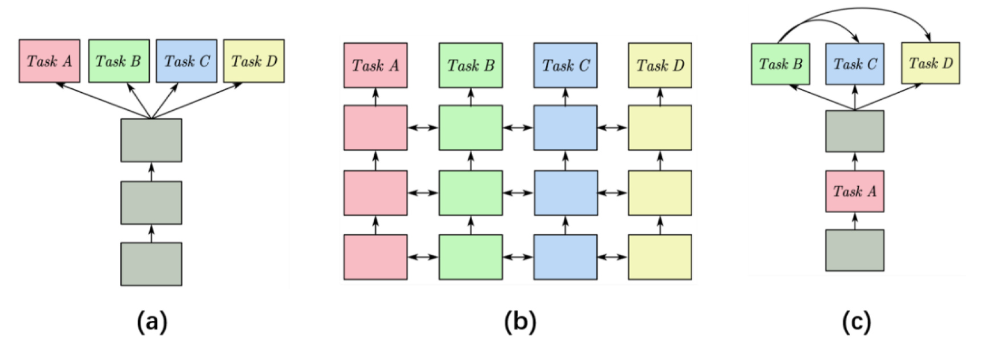 Task A Task B Task C Task D
(a)
Task A Task B Task C Task D
(b)
Task B Task C Task D
Task A
(c)